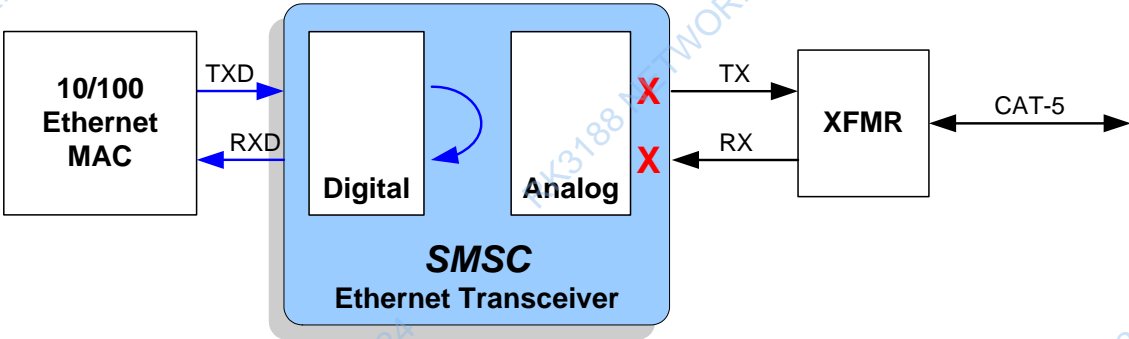 10/100
Ethernet
MAC
TXD
RXD
Digital
Analog
X
X
SMSC
Ethernet Transceiver
TX
RX
XFMR
CAT-5